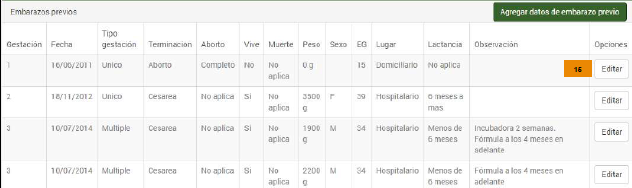 Embarazos previos
Agregar datos de embarazo previo
Gestación Fecha Tipo gestación Terminación Aborto Vive Muerte Peso Sexo EG Lugar Lactancia Observación Opciones
1 16/06/2011 Unico Aborto Completo No No aplica 0 g 15 Domiciliario No aplica 16 Editar
2 18/11/2012 Unico Cesarea No aplica Si No aplica 3500 g F 39 Hospitalario 6 meses a mas Editar
3 10/07/2014 Multiple Cesarea No aplica Si No aplica 1900 g M 34 Hospitalario Menos de 6 meses Incubadora 2 semanas. Fórmula a los 4 meses en adelante Editar
3 10/07/2014 Multiple Cesarea No aplica Si No aplica 2200 g M 34 Hospitalario Menos de 6 meses Fórmula a los 4 meses en adelante Editar